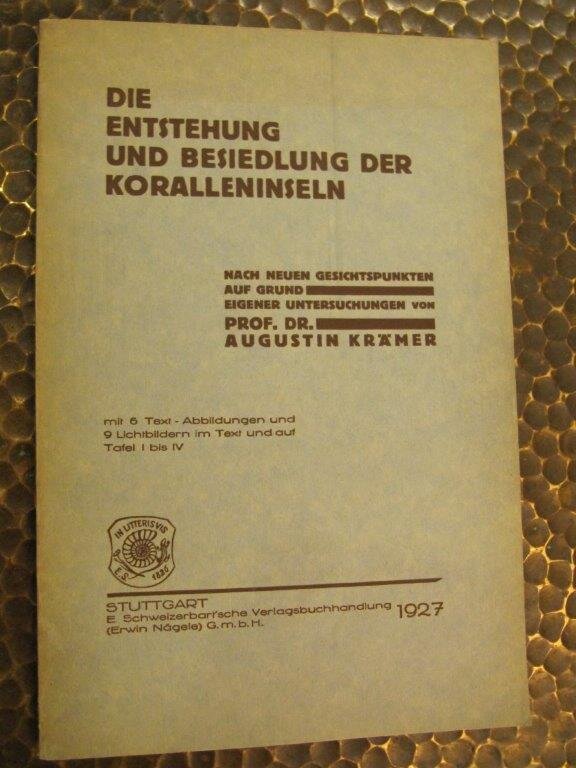 DIE
ENTSTEHUNG
UND BESIEDLUNG DER
KORALLENINSELN
NACH NEUEN GESICHTSPUNKTEN
AUF GRUND
EIGENER UNTERSUCHUNGEN VON
PROF. DR.
AUGUSTIN KRÄMER
mit 6 Text - Abbildungen und
9 Lichtbildern im Text und auf
Tafel I bis IV
IN LITTERIS VIS
E.S. 1830
STUTTGART
E. Schweizerbart'sche Verlagsbuchhandlung 1927
(Erwin Nägele) G.m.b.H.